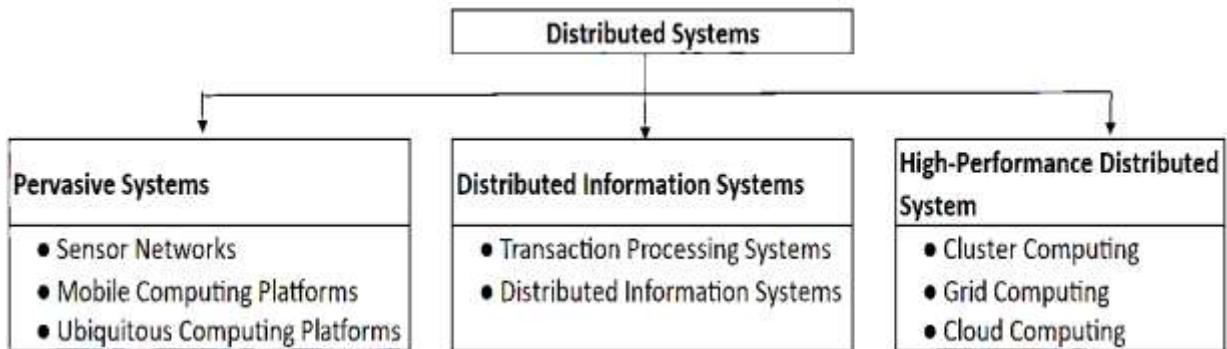 Distributed Systems
Pervasive Systems
● Sensor Networks
● Mobile Computing Platforms
● Ubiquitous Computing Platforms
Distributed Information Systems
● Transaction Processing Systems
● Distributed Information Systems
High-Performance Distributed
System
● Cluster Computing
● Grid Computing
● Cloud Computing